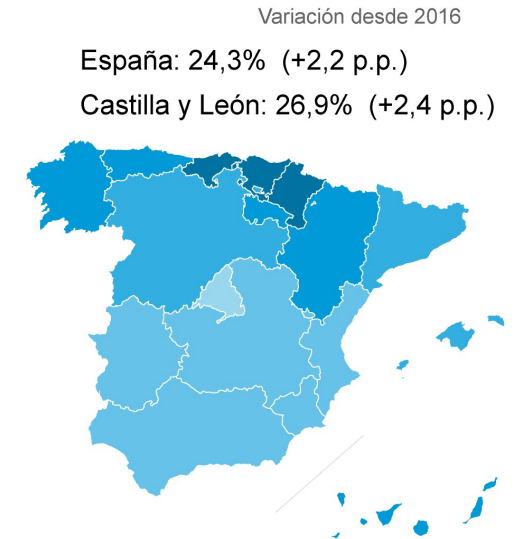 Variación desde 2016
España: 24,3% (+2,2 p.p.)
Castilla y León: 26,9% (+2,4 p.p.)